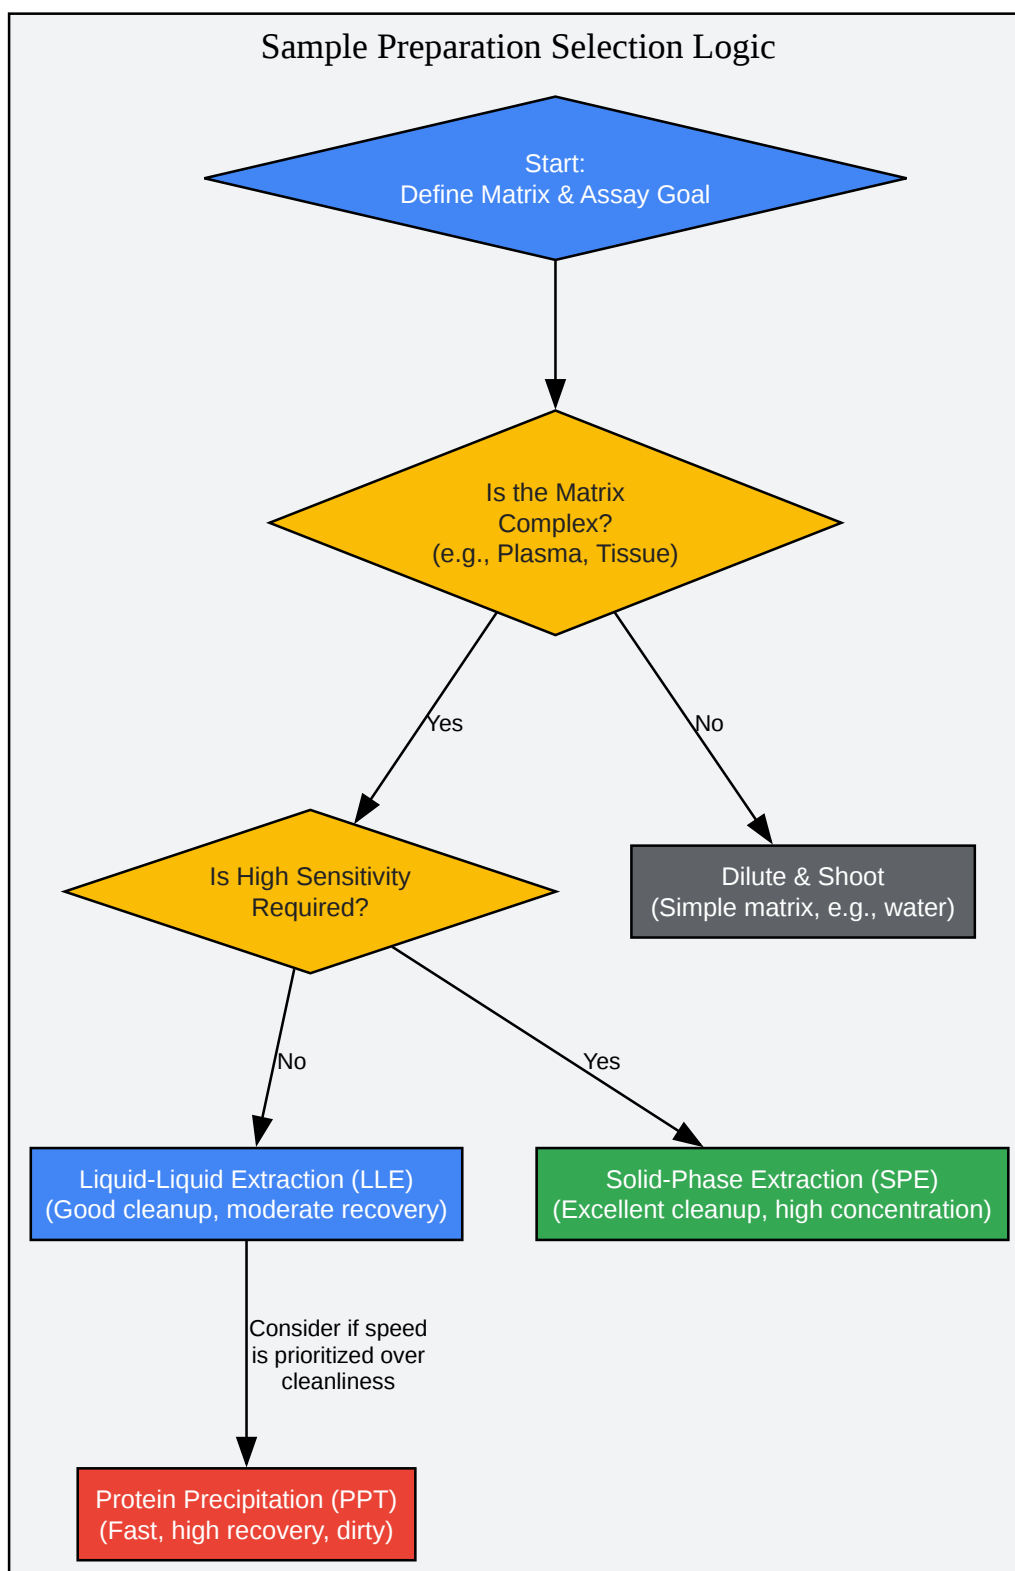 Sample Preparation Selection Logic
Start:
Define Matrix & Assay Goal
Is the Matrix
Complex?
(e.g., Plasma, Tissue)
Yes
No
Is High Sensitivity
Required?
Dilute & Shoot
(Simple matrix, e.g., water)
No
Yes
Liquid-Liquid Extraction (LLE)
(Good cleanup, moderate recovery)
Solid-Phase Extraction (SPE)
(Excellent cleanup, high concentration)
Consider if speed
is prioritized over
cleanliness
Protein Precipitation (PPT)
(Fast, high recovery, dirty)